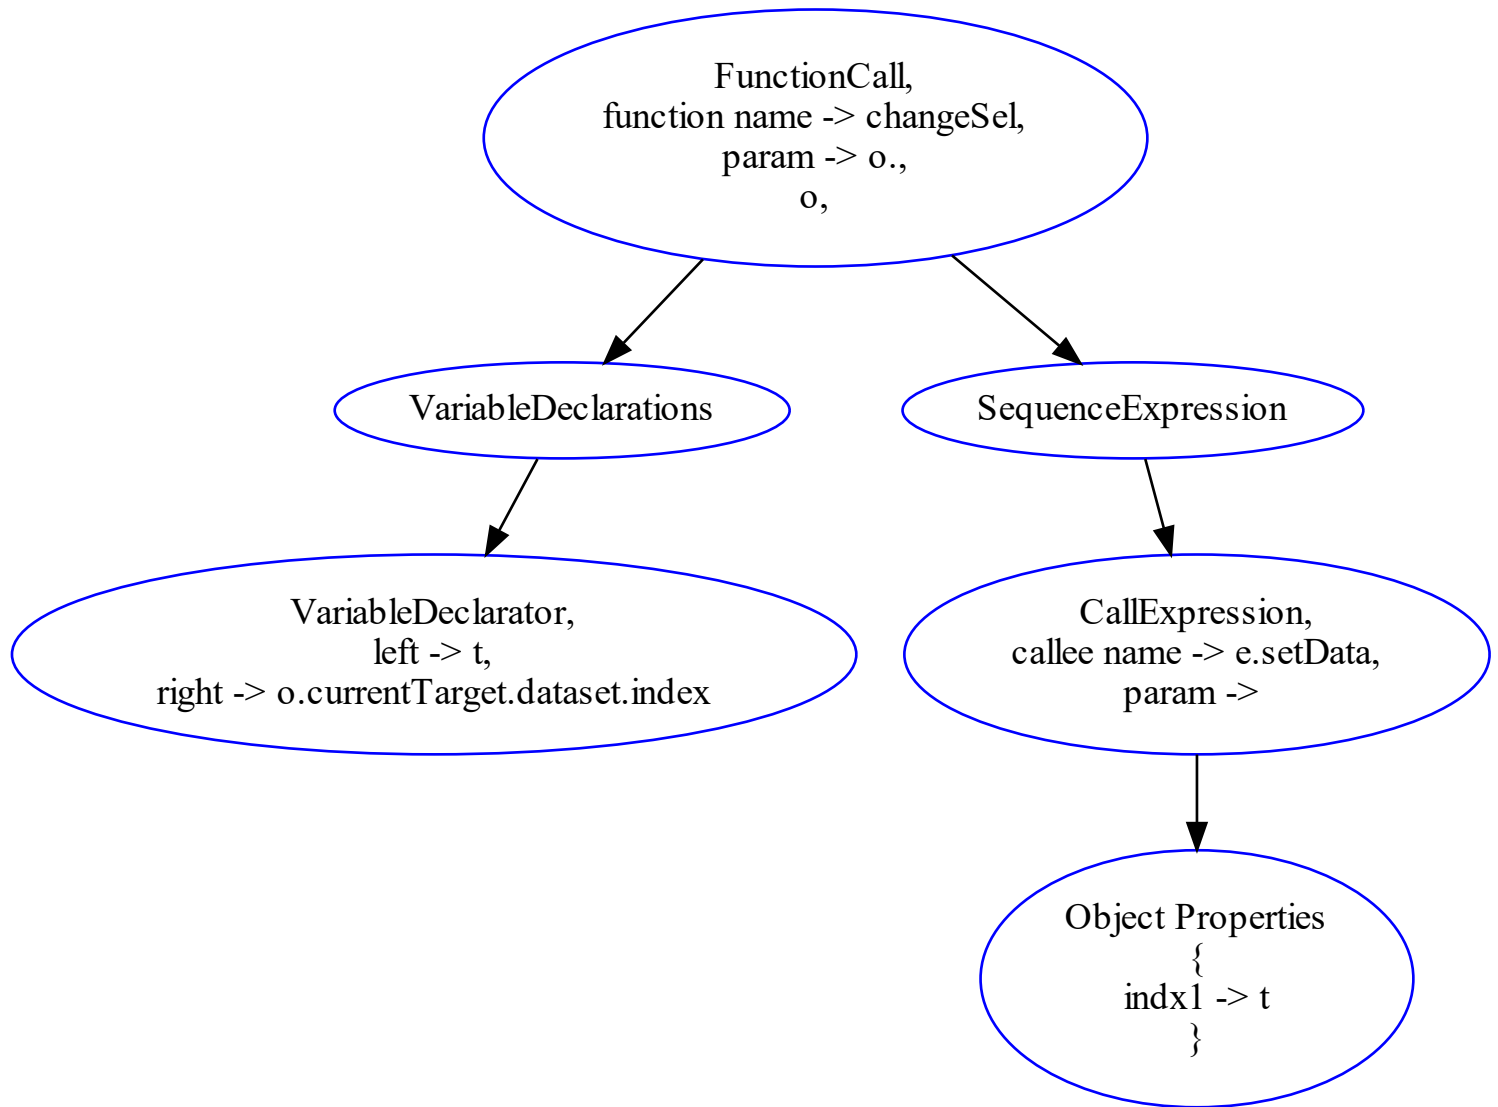 FunctionCall,
function name -> changeSel,
param -> o.,
o,
VariableDeclarations
SequenceExpression
VariableDeclarator,
left -> t,
right -> o.currentTarget.dataset.index
CallExpression,
callee name -> e.setData,
param ->
Object Properties
{
indx1 -> t
}